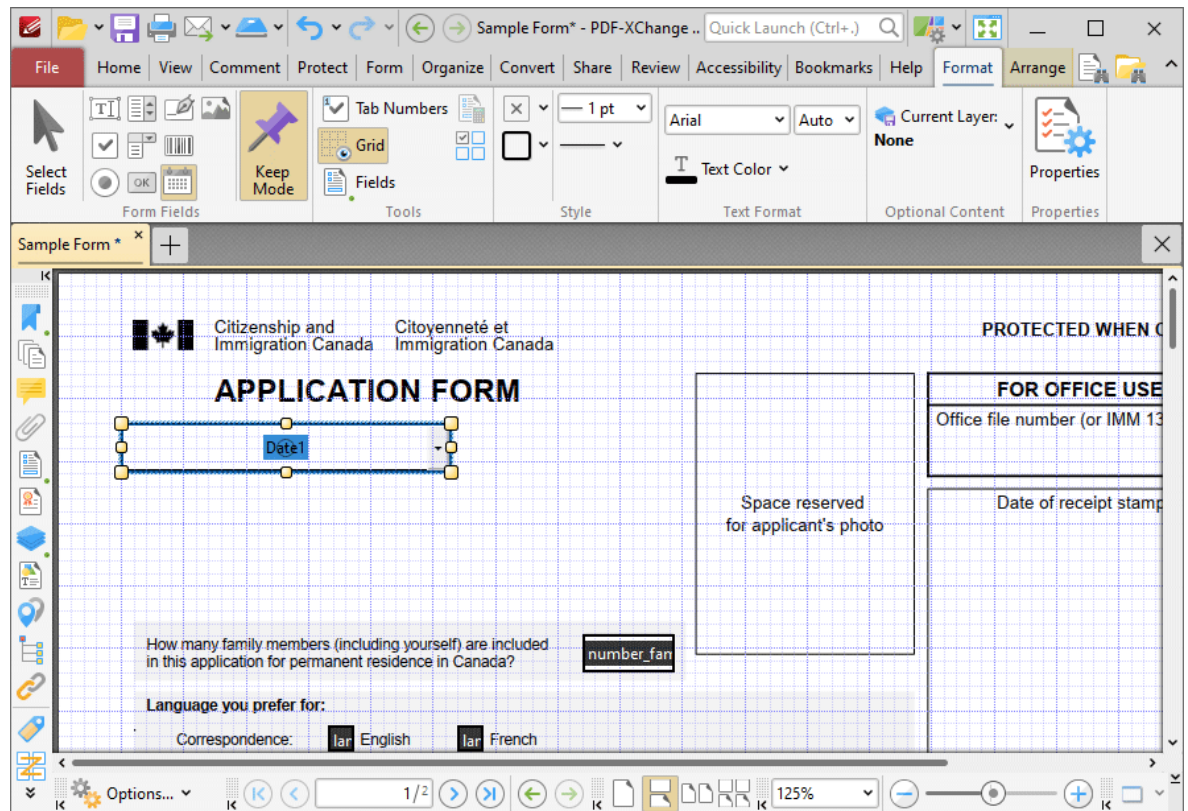 Sample Form* - PDF-XChange ..
Quick Launch (Ctrl+.)
File
Home
View
Comment
Protect
Form
Organize
Convert
Share
Review
Accessibility
Bookmarks
Help
Format
Arrange
Select
Fields
OK
Keep
Mode
Form Fields
Tab Numbers
Grid
Fields
Tools
1 pt
Style
Arial
Auto
Text Color
Text Format
Current Layer:
None
Optional Content
Properties
Properties
Sample Form *
Citizenship and
Immigration Canada
Citoyenneté et
Immigration Canada
PROTECTED WHEN
APPLICATION FORM
Date1
FOR OFFICE USE
Office file number (or IMM 13
Space reserved
for applicant's photo
Date of receipt stamp
How many family members (including yourself) are included
in this application for permanent residence in Canada?
number_fan
Language you prefer for:
Correspondence:
lar
English
lar
French
Options...
1/2
125%